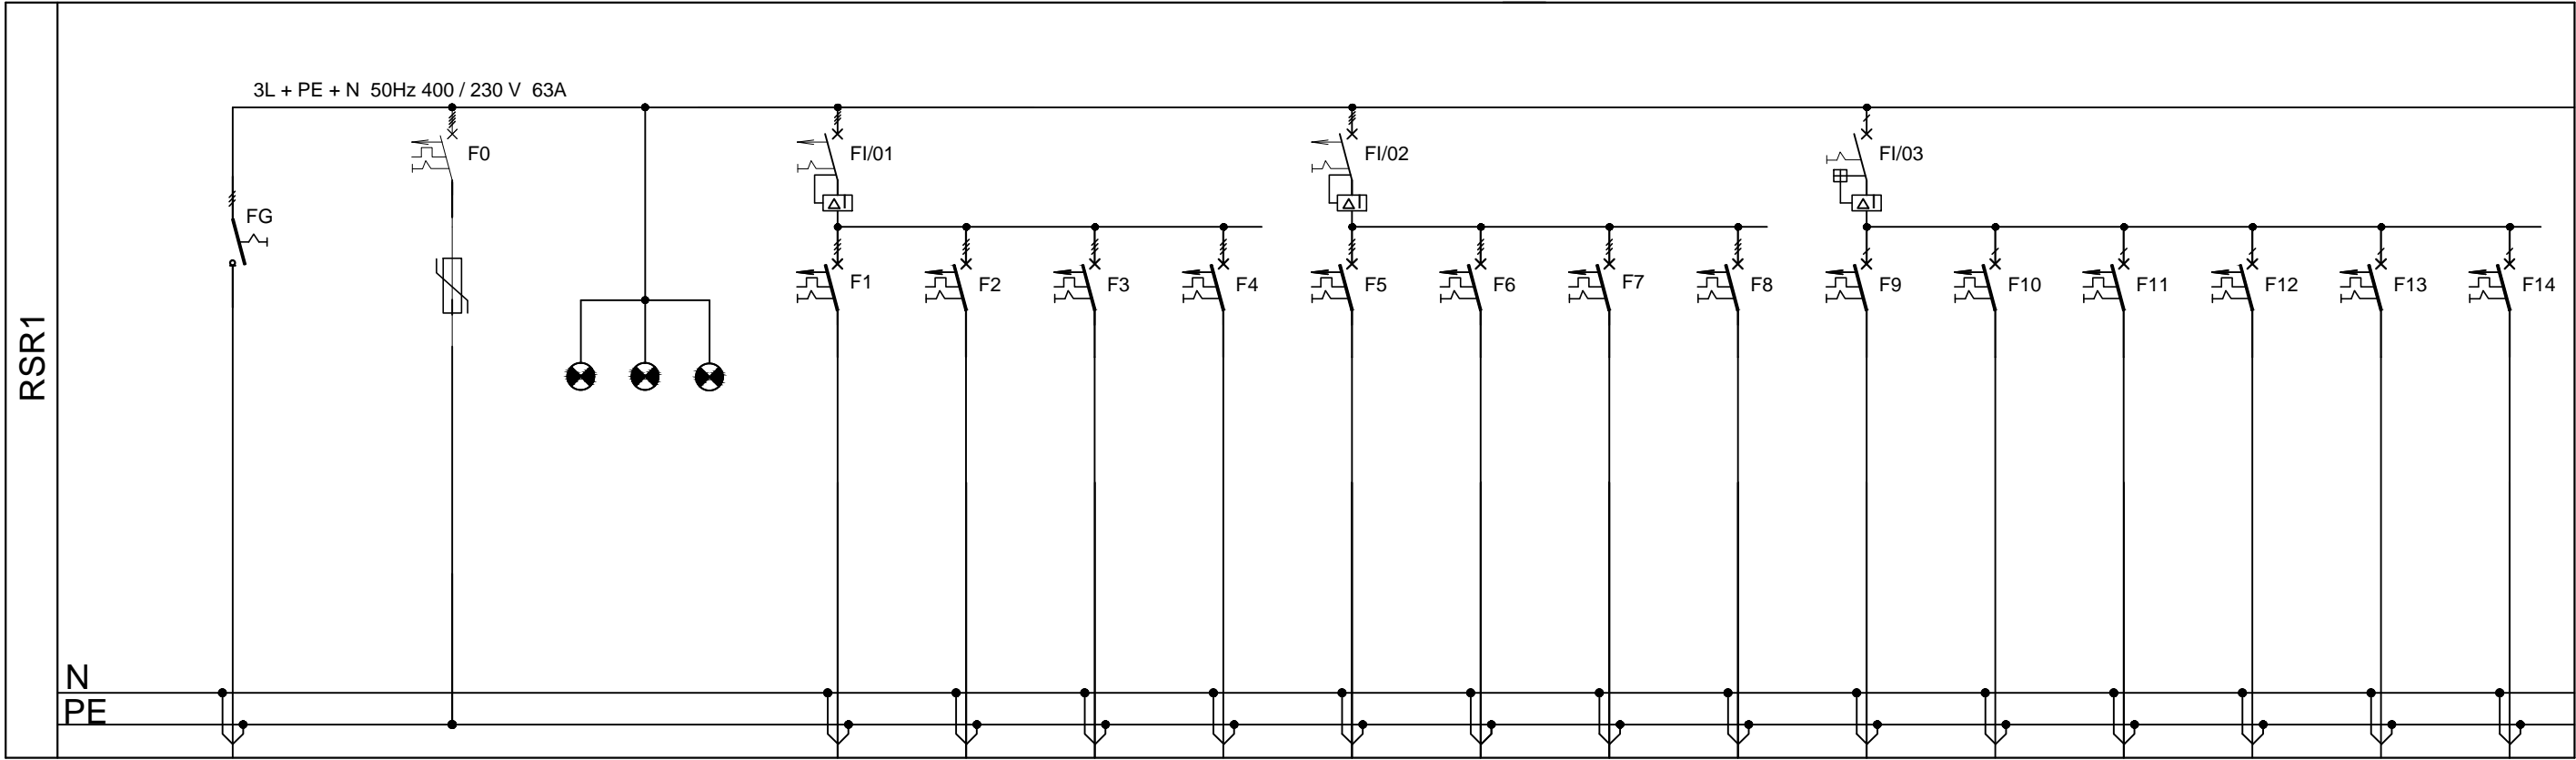 RSR1
3L + PE + N 50Hz 400 / 230 V 63A
FG
F0
FI/01
FI/02
FI/03
F1
F2
F3
F4
F5
F6
F7
F8
F9
F10
F11
F12
F13
F14
N
PE